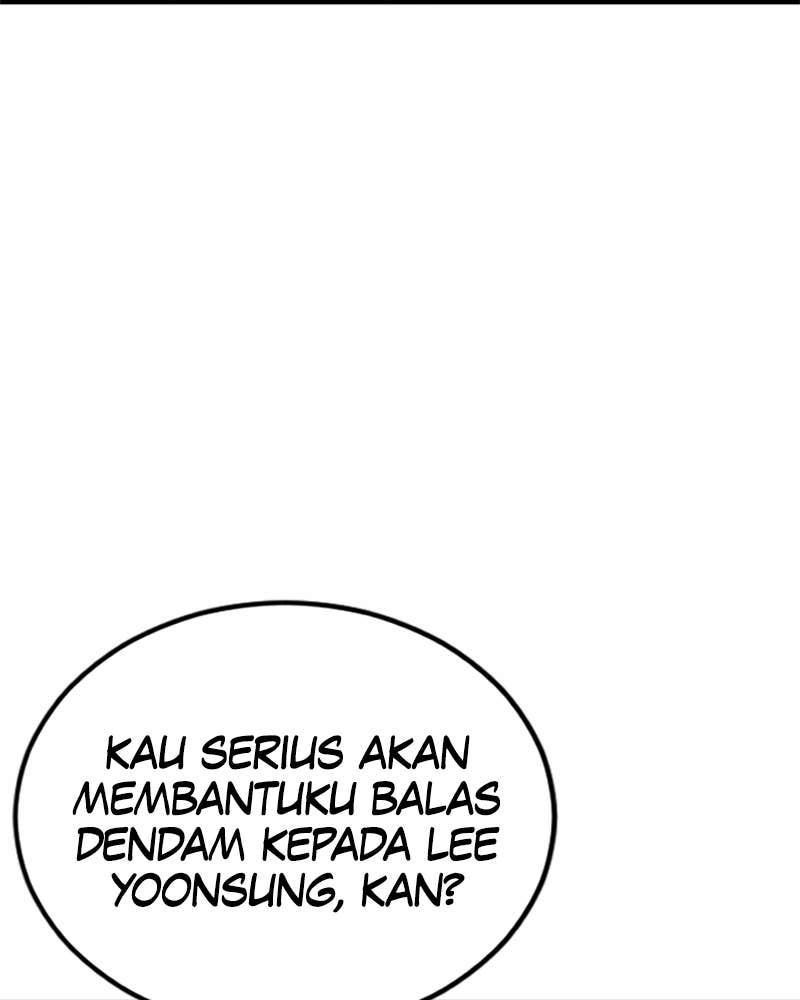 KAU SERIUS AKAN
MEMBANTUKU BALAS
DENDAM KEPADA LEE
YOONSUNG, KAN?